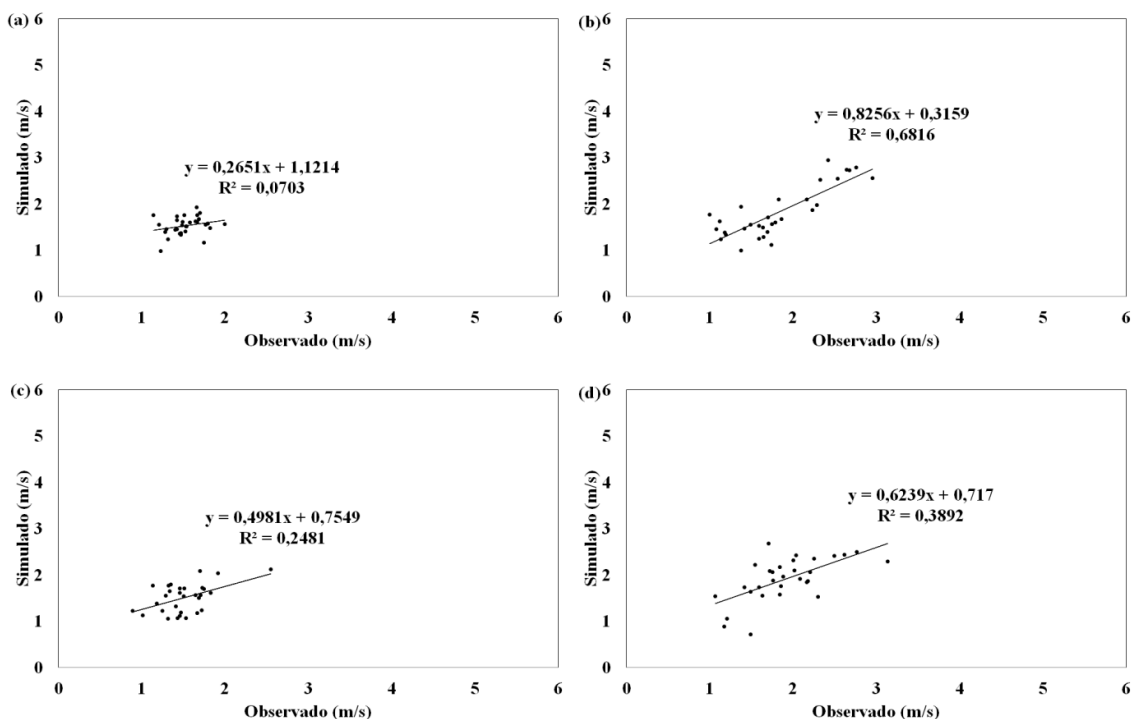 (a)
6
5
4
3
2
1
0
Simulado (m/s)
y = 0,2651x + 1,1214
R² = 0,0703
0 1 2 3 4 5 6
Observado (m/s)
(b)
6
5
4
3
2
1
0
Simulado (m/s)
y = 0,8256x + 0,3159
R² = 0,6816
0 1 2 3 4 5 6
Observado (m/s)
(c)
6
5
4
3
2
1
0
Simulado (m/s)
y = 0,4981x + 0,7549
R² = 0,2481
0 1 2 3 4 5 6
Observado (m/s)
(d)
6
5
4
3
2
1
0
Simulado (m/s)
y = 0,6239x + 0,717
R² = 0,3892
0 1 2 3 4 5 6
Observado (m/s)